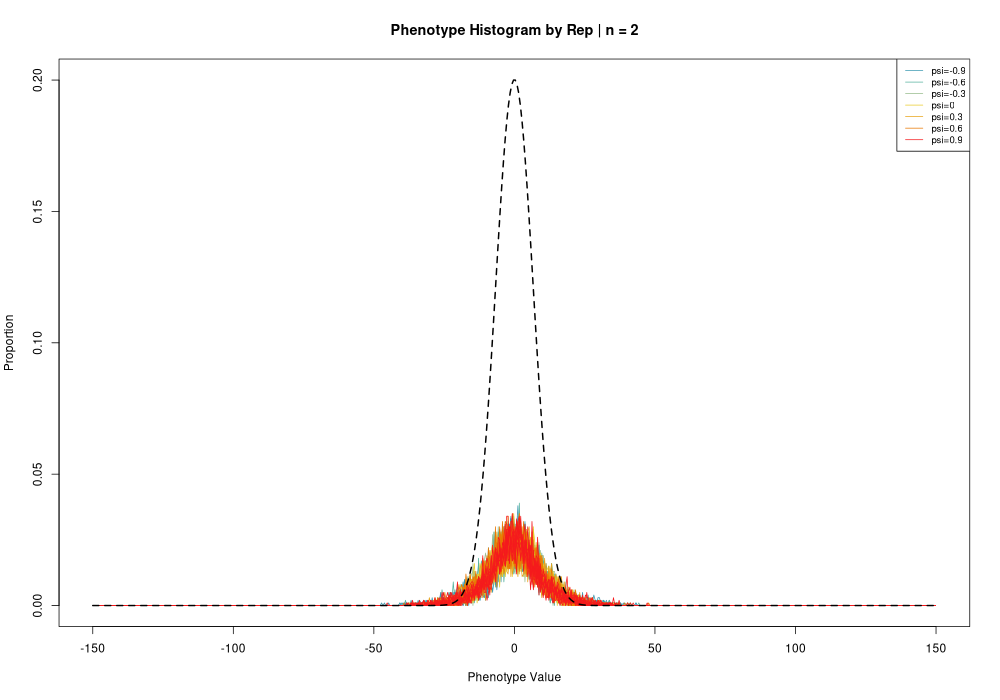 Phenotype Histogram by Rep | n = 2
psi=-0.9
psi=-0.6
psi=-0.3
psi=0
psi=0.3
psi=0.6
psi=0.9
Proportion
0.20
0.15
0.10
0.05
0.00
-150 -100 -50 0 50 100 150
Phenotype Value